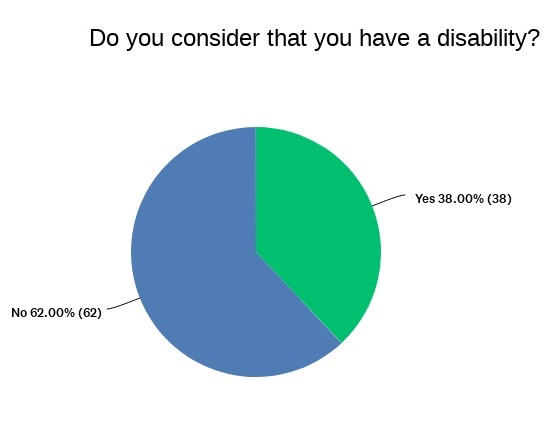 Do you consider that you have a disability?
Yes 38.00% (38)
No 62.00% (62)